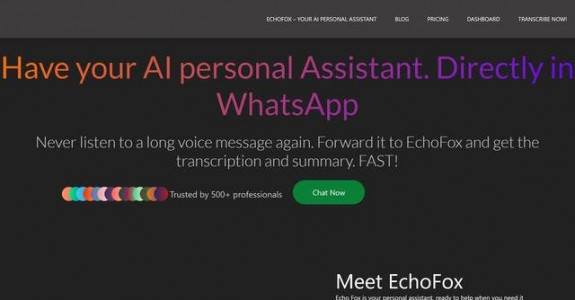 ECHOFOX – YOUR AI PERSONAL ASSISTANT BLOG PRICING DASHBOARD TRANSCRIBE NOW!
Have your AI personal Assistant. Directly in
WhatsApp
Never listen to a long voice message again. Forward it to EchoFox and get the
transcription and summary. FAST!
Trusted by 500+ professionals Chat Now
Meet EchoFox
Echo Fox is your personal assistant, ready to help when you need it